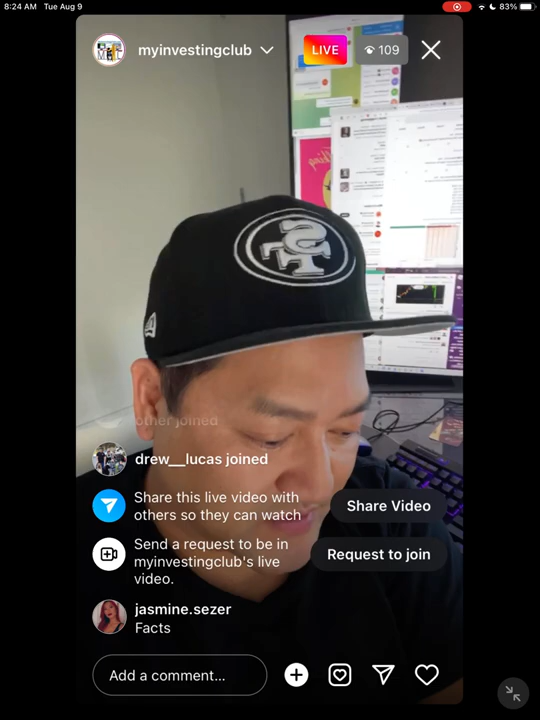 8:24 AM Tue Aug 9
83%
myinvestingclub
LIVE
109
other joined
drew__lucas joined
Share this live video with
others so they can watch
Share Video
Send a request to be in
myinvestingclub's live
video.
Request to join
jasmine.sezer
Facts
Add a comment...